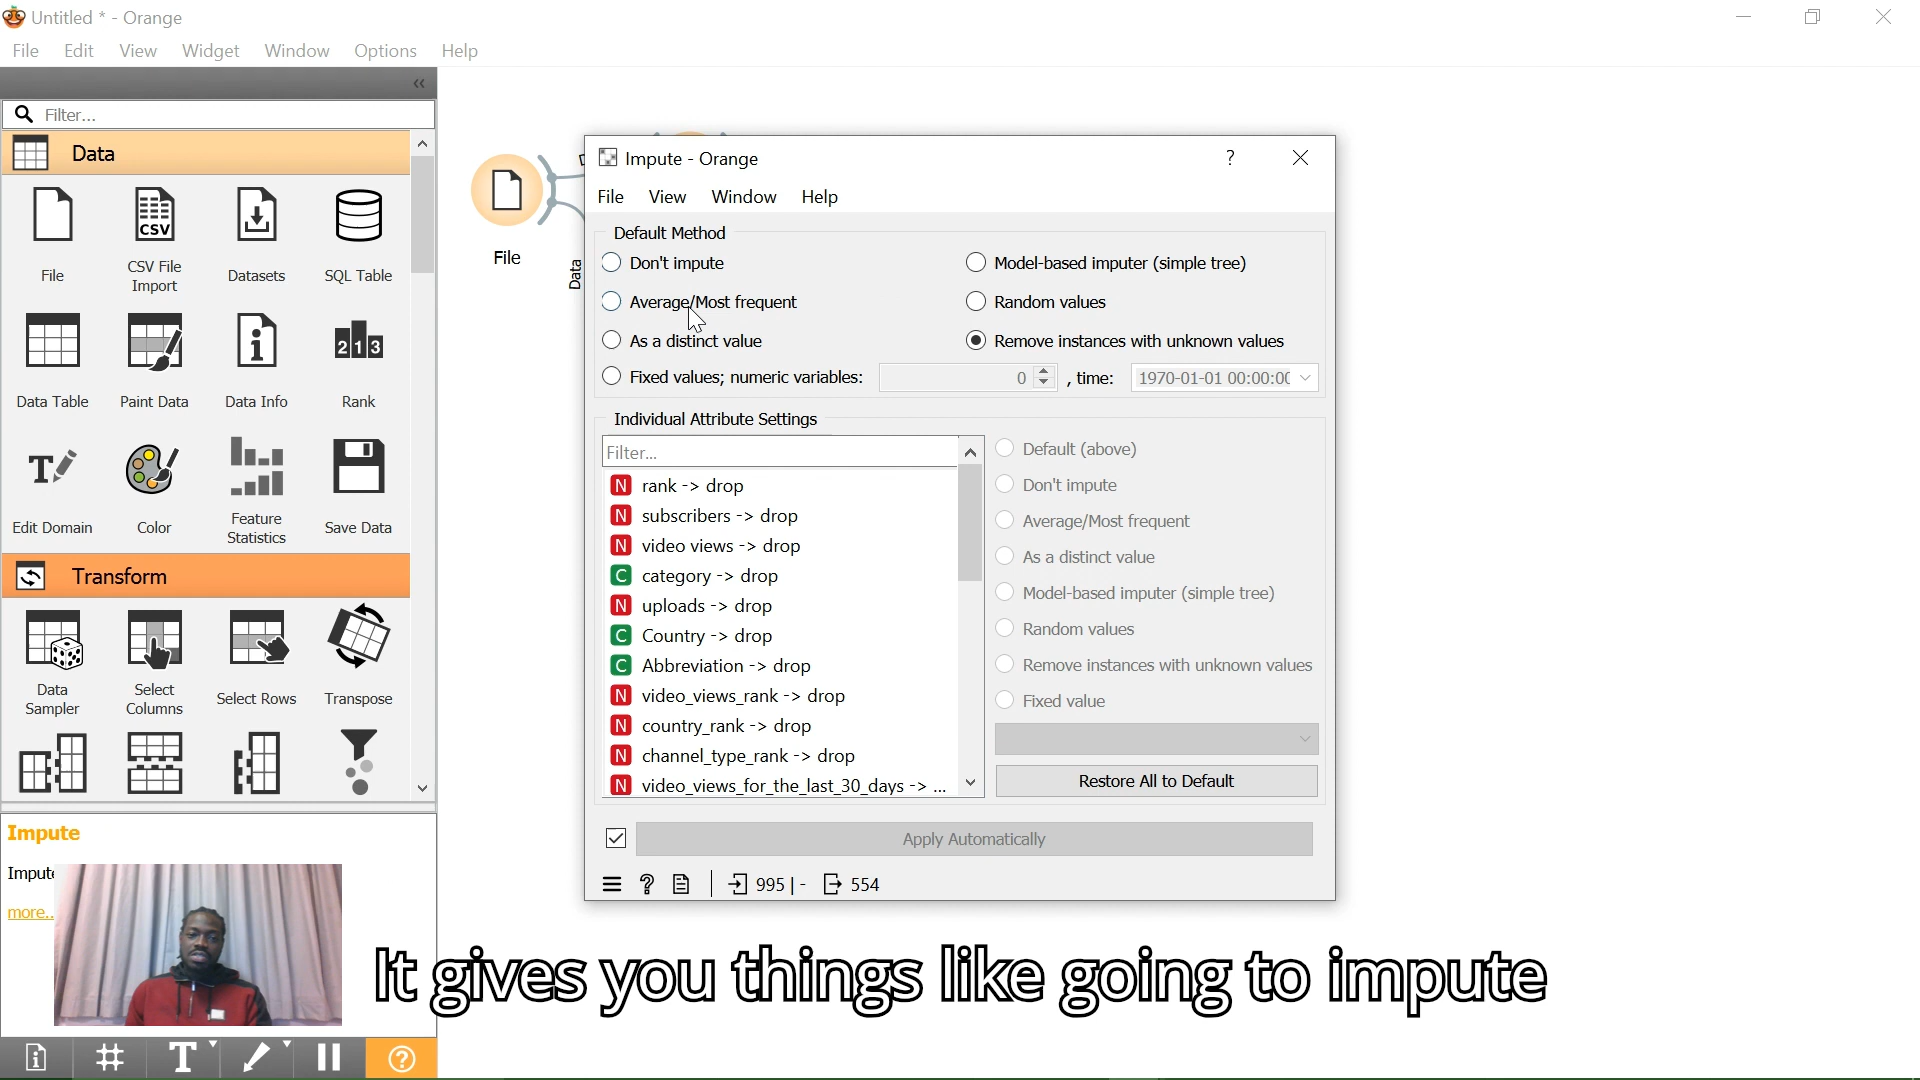 Untitled * - Orange
File Edit View Widget Window Options Help
Filter...
Data
File
CSV File Import
Datasets
SQL Table
Data Table
Paint Data
Data Info
Rank
Edit Domain
Color
Feature Statistics
Save Data
Transform
Data Sampler
Select Columns
Select Rows
Transpose
Impute
Impute
more..
File
Data
Impute - Orange
File View Window Help
Default Method
Don't impute
Model-based imputer (simple tree)
Average/Most frequent
Random values
As a distinct value
Remove instances with unknown values
Fixed values; numeric variables: 0 , time: 1970-01-01 00:00:00
Individual Attribute Settings
Filter...
N rank -> drop
N subscribers -> drop
N video views -> drop
C category -> drop
N uploads -> drop
C Country -> drop
C Abbreviation -> drop
N video_views_rank -> drop
N country_rank -> drop
N channel_type_rank -> drop
N video_views_for_the_last_30_days -> ...
Default (above)
Don't impute
Average/Most frequent
As a distinct value
Model-based imputer (simple tree)
Random values
Remove instances with unknown values
Fixed value
Restore All to Default
Apply Automatically
995 | - 554
It gives you things like going to impute